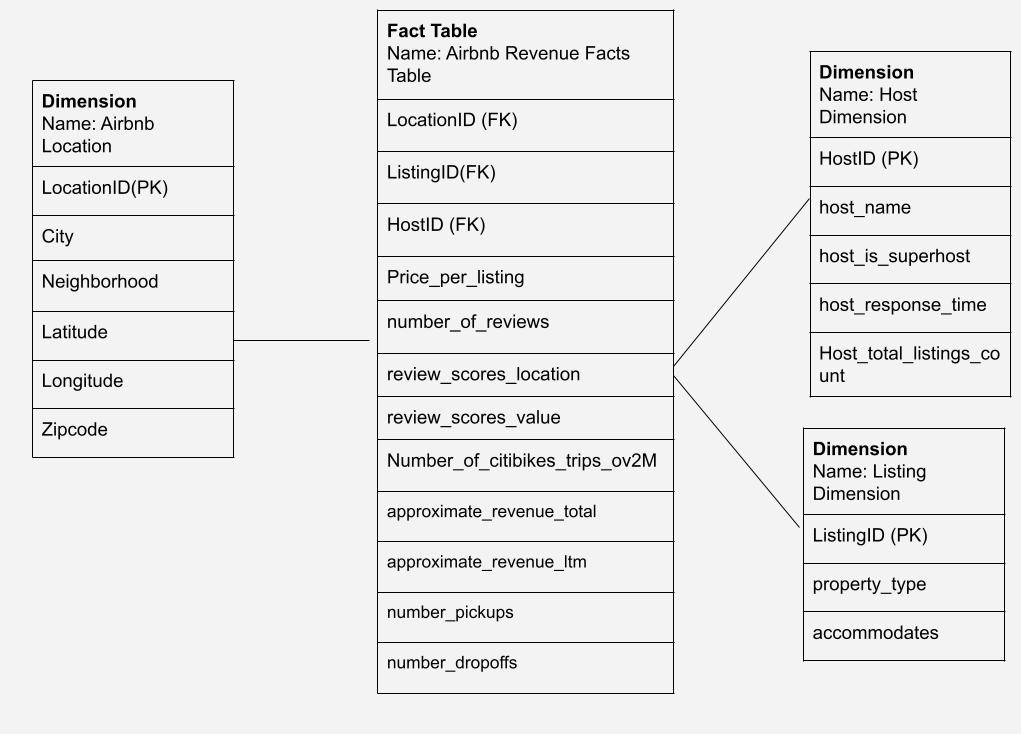 Dimension
Name: Airbnb
Location
LocationID(PK)
City
Neighborhood
Latitude
Longitude
Zipcode
Fact Table
Name: Airbnb Revenue Facts
Table
LocationID (FK)
ListingID(FK)
HostID (FK)
Price_per_listing
number_of_reviews
review_scores_location
review_scores_value
Number_of_citibikes_trips_ov2M
approximate_revenue_total
approximate_revenue_ltm
number_pickups
number_dropoffs
Dimension
Name: Host
Dimension
HostID (PK)
host_name
host_is_superhost
host_response_time
Host_total_listings_co
unt
Dimension
Name: Listing
Dimension
ListingID (PK)
property_type
accommodates